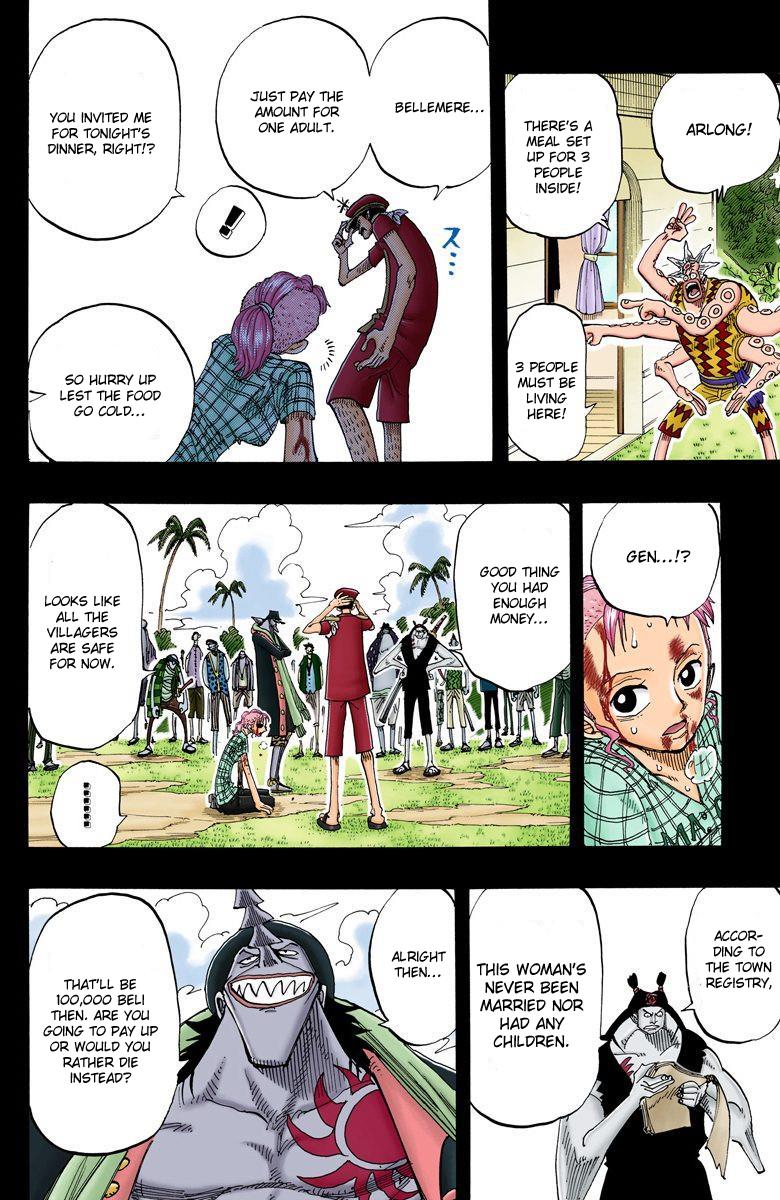 ARLONG!
THERE'S A
MEAL SET
UP FOR 3
PEOPLE
INSIDE!
3 PEOPLE
MUST BE
LIVING
HERE!
BELLEMERE...
JUST PAY THE
AMOUNT FOR
ONE ADULT.
ス...
YOU INVITED ME
FOR TONIGHT'S
DINNER, RIGHT!?
!
SO HURRY UP
LEST THE FOOD
GO COLD...
GEN...!?
MA
GOOD THING
YOU HAD
ENOUGH
MONEY...
LOOKS LIKE
ALL THE
VILLAGERS
ARE SAFE
FOR NOW.
......
ACCOR-
DING TO
THE TOWN
REGISTRY,
THIS WOMAN'S
NEVER BEEN
MARRIED NOR
HAD ANY
CHILDREN.
ALRIGHT
THEN...
THAT'LL BE
100,000 BELI
THEN. ARE YOU
GOING TO PAY UP
OR WOULD YOU
RATHER DIE
INSTEAD?